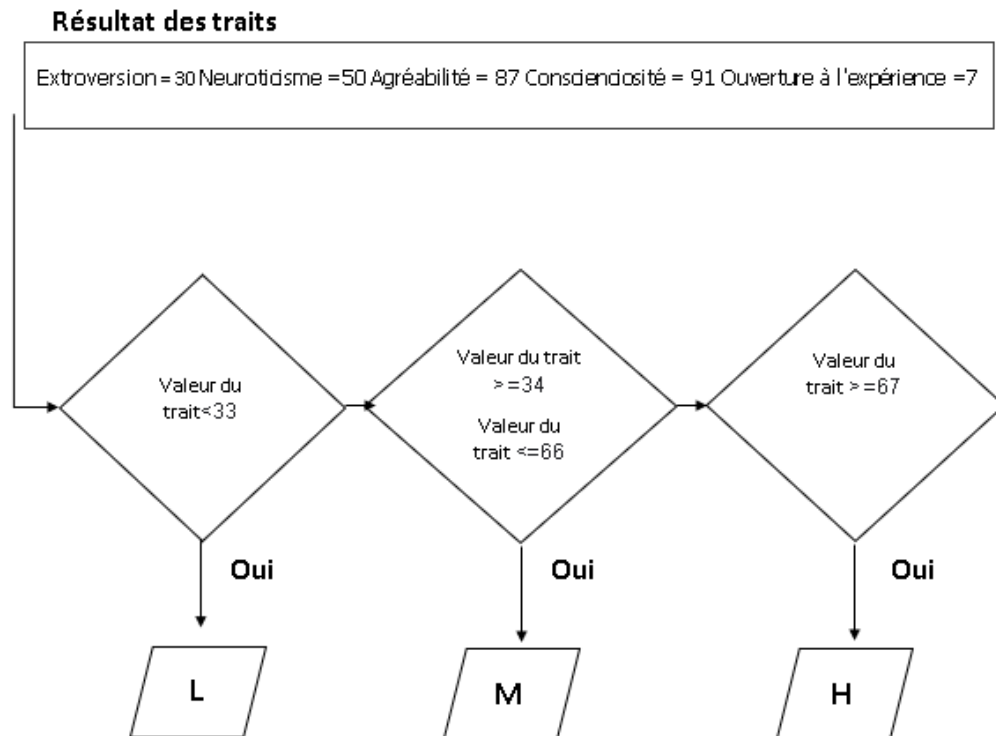 Résultat des traits
Extroversion = 30 Neuroticisme =50 Agréabilité = 87 Conscienciosité = 91 Ouverture à l'expérience =7
Valeur du
trait<33
Valeur du trait
>=34
Valeur du
trait <=66
Valeur du
trait >=67
Oui
Oui
Oui
L
M
H